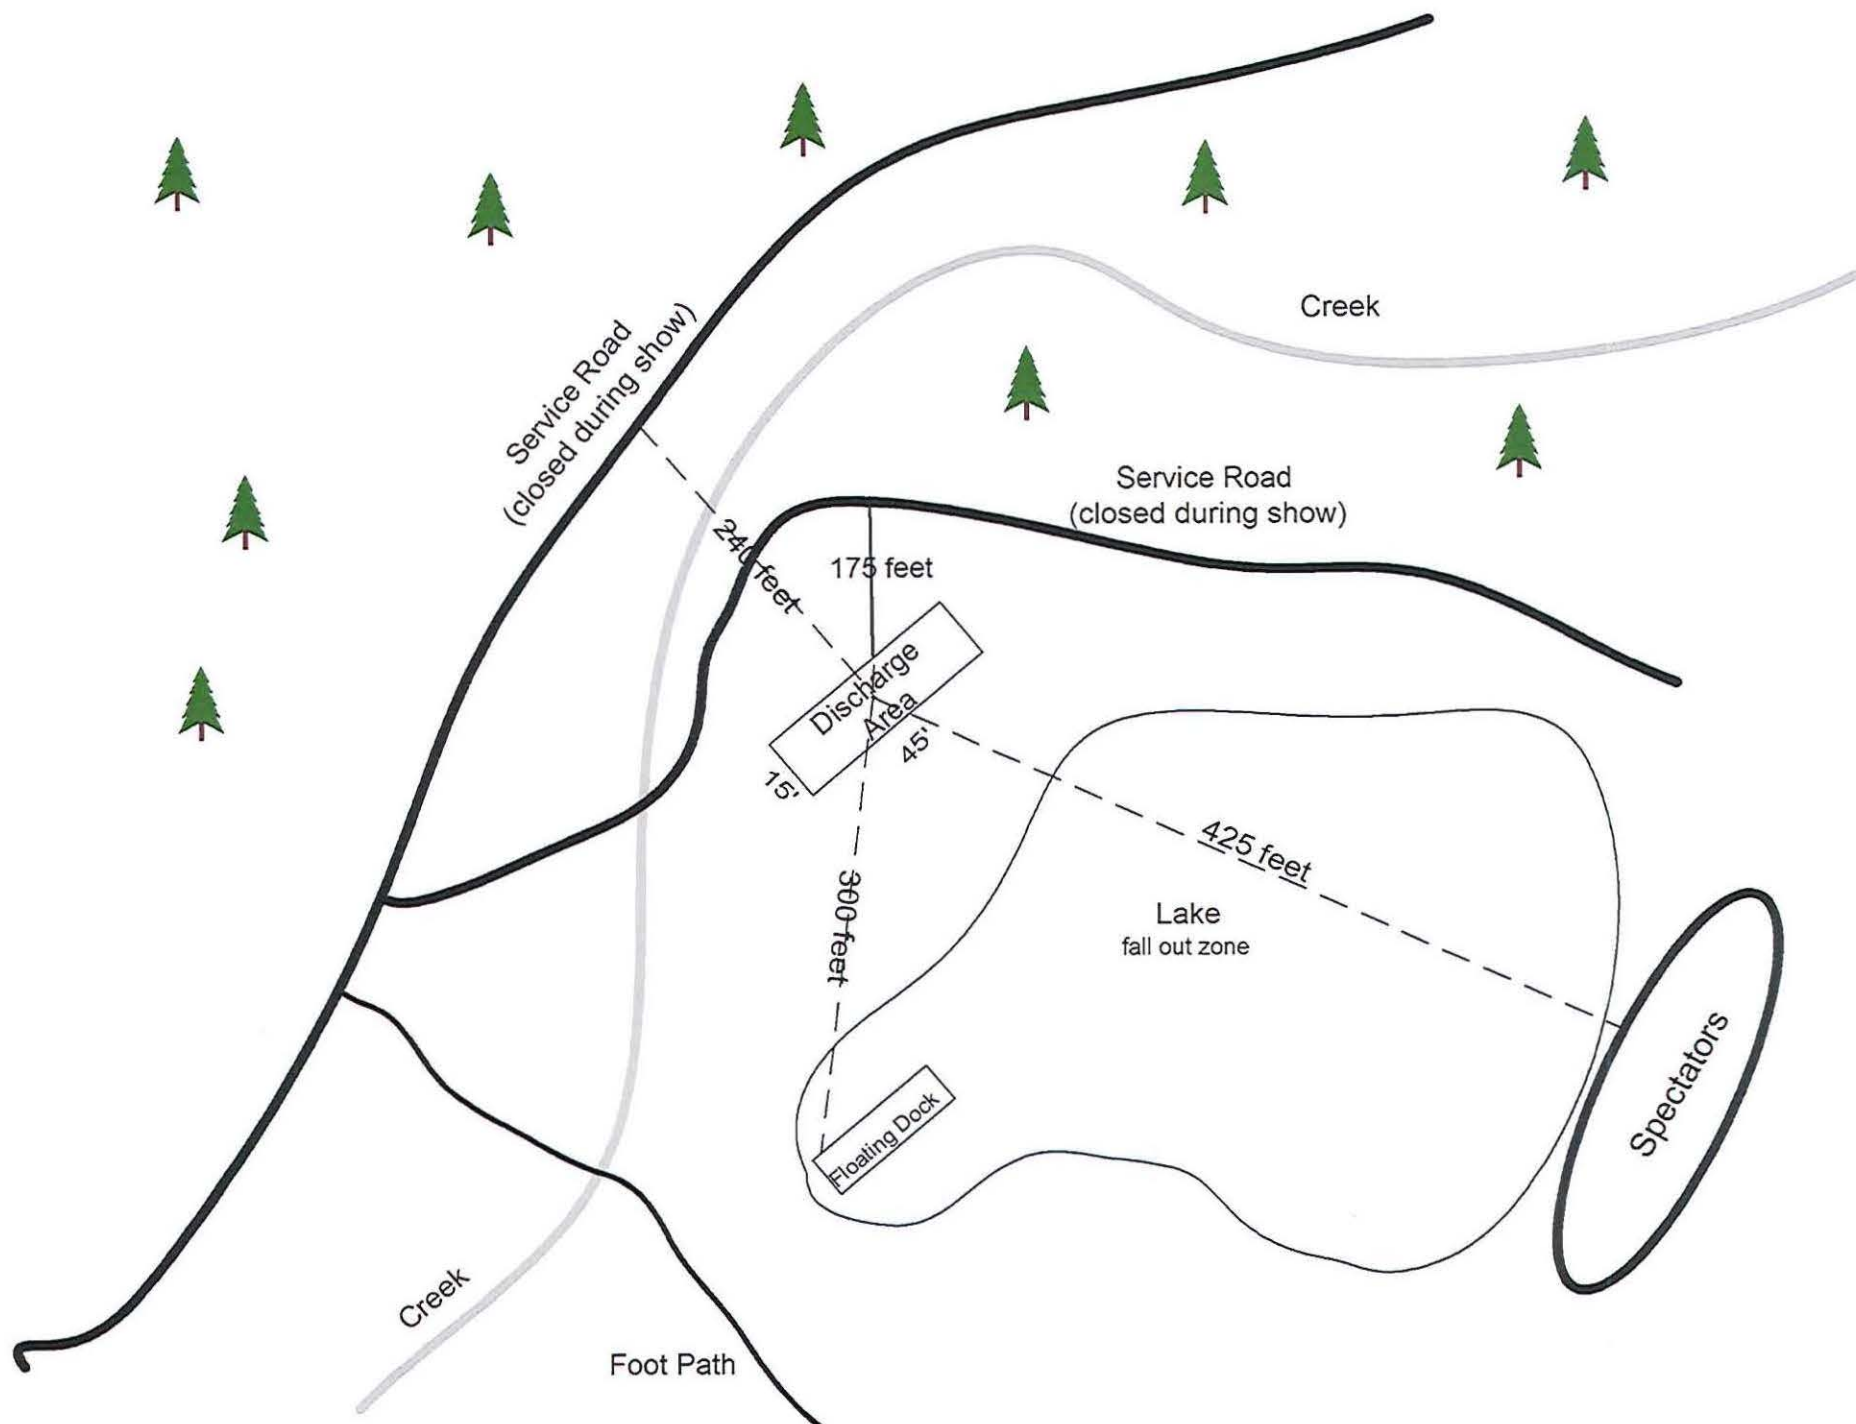 Creek
Service Road
(closed during show)
Service Road
(closed during show)
240 feet
175 feet
Discharge
Area
45'
15'
425 feet
300 feet
Lake
fall out zone
Spectators
Floating Dock
Creek
Foot Path